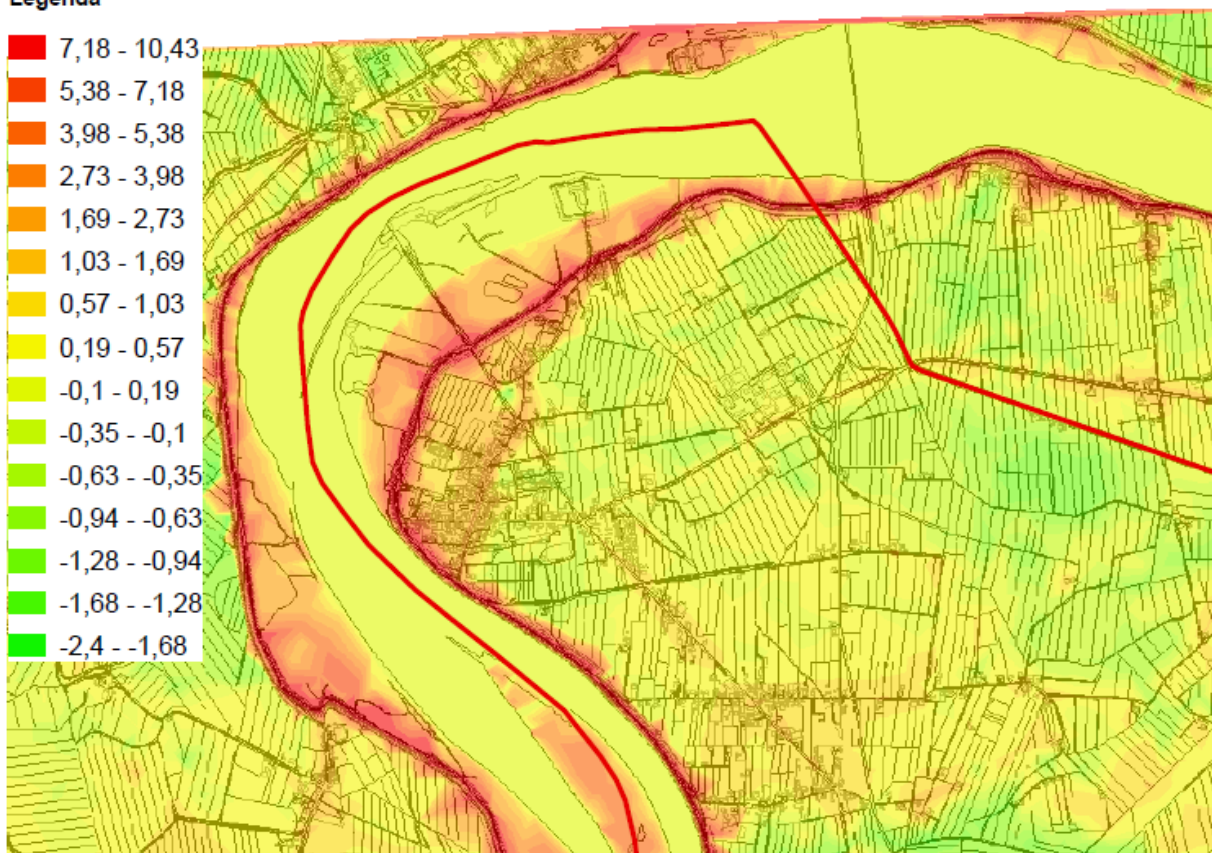 Legenda
7,18 - 10,43
5,38 - 7,18
3,98 - 5,38
2,73 - 3,98
1,69 - 2,73
1,03 - 1,69
0,57 - 1,03
0,19 - 0,57
-0,1 - 0,19
-0,35 - -0,1
-0,63 - -0,35
-0,94 - -0,63
-1,28 - -0,94
-1,68 - -1,28
-2,4 - -1,68